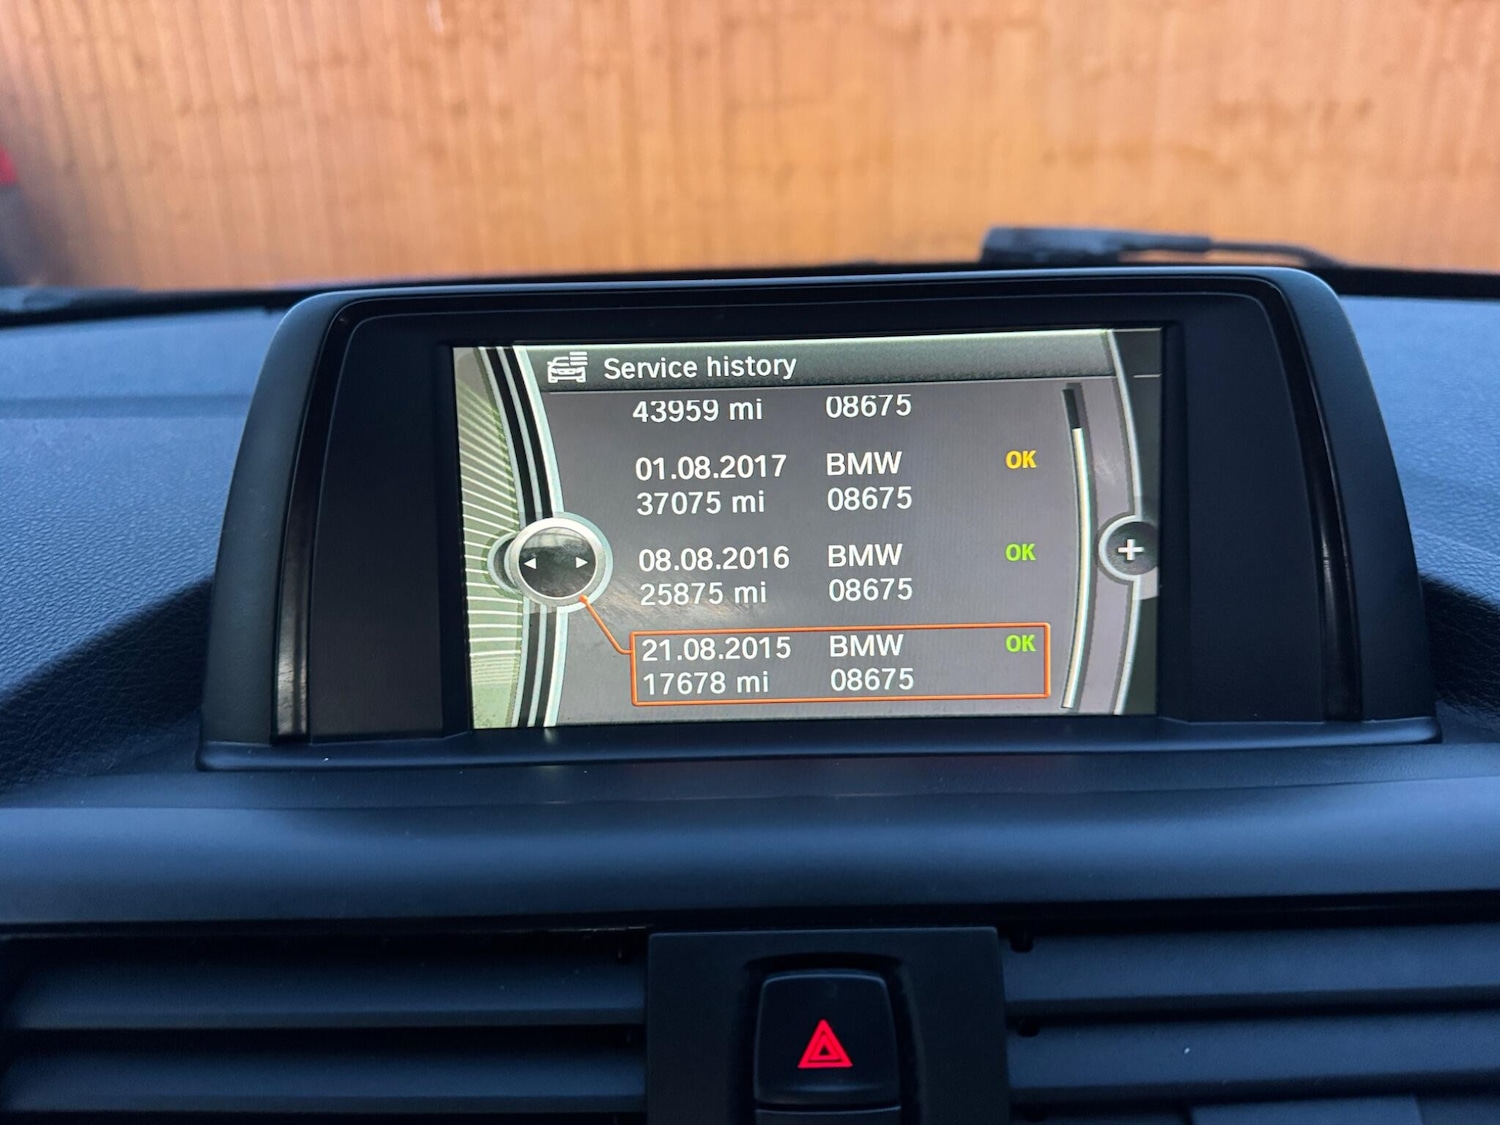 Service history
43959 mi 08675
01.08.2017 BMW OK
37075 mi 08675
08.08.2016 BMW OK
25875 mi 08675
21.08.2015 BMW OK
17678 mi 08675